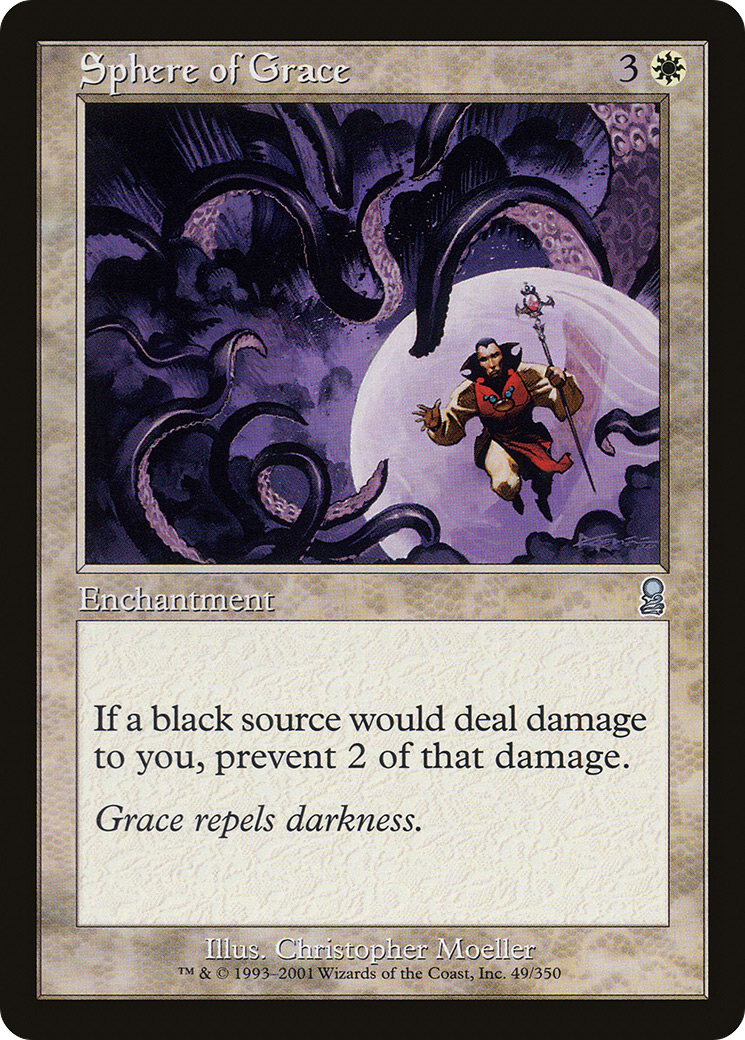 Sphere of Grace 3
Enchantment
If a black source would deal damage
to you, prevent 2 of that damage.
Grace repels darkness.
Illus. Christopher Moeller
™ & © 1993–2001 Wizards of the Coast, Inc. 49/350